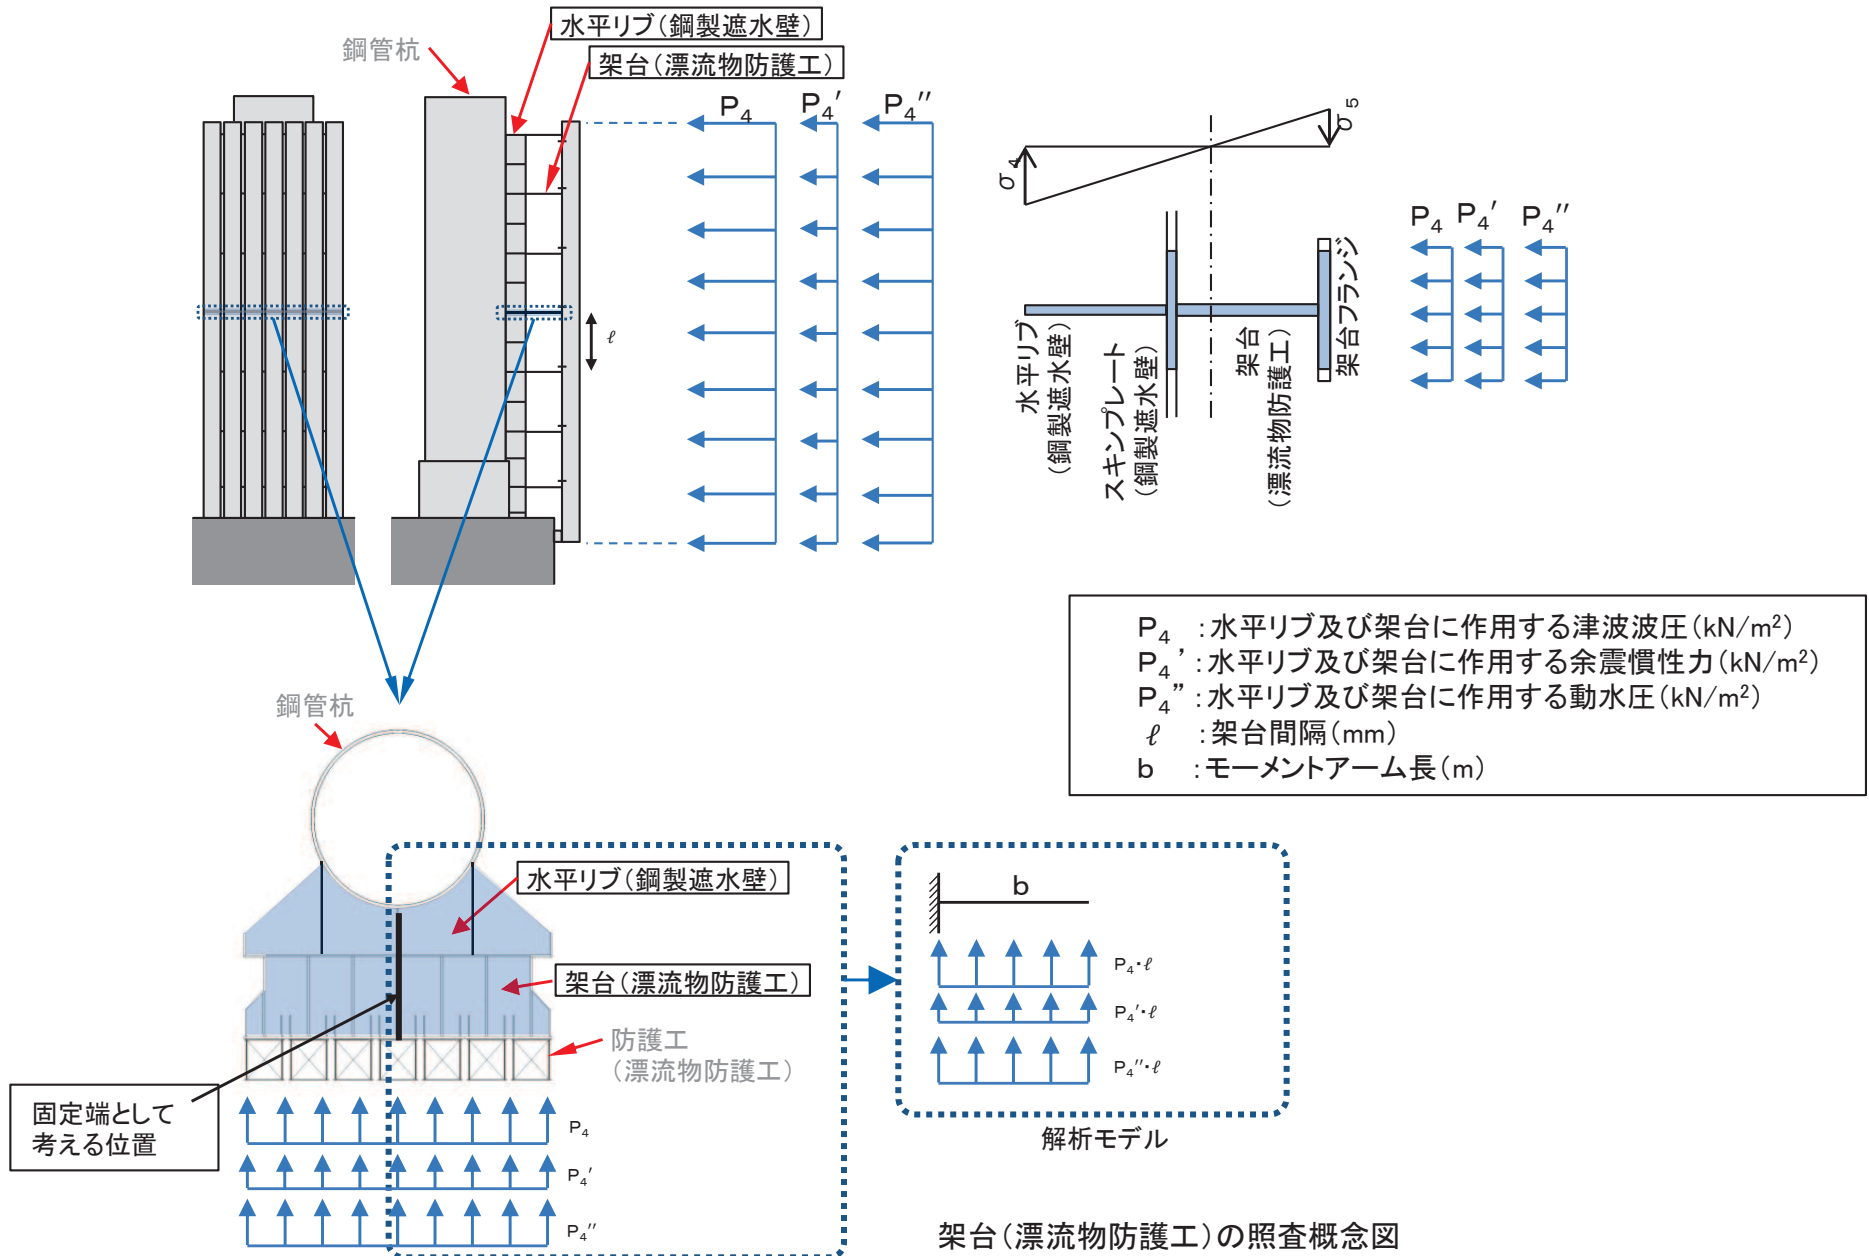 水平リブ(鋼製遮水壁)
鋼管杭
架台(漂流物防護工)
P₄ P₄′ P₄′′
ℓ
σ₄
σ₅
P₄ P₄′ P₄′′
水平リブ
(鋼製遮水壁)
スキンプレート
(鋼製遮水壁)
架台
(漂流物防護工)
架台フランジ
P₄ :水平リブ及び架台に作用する津波波圧(kN/m²)
P₄’:水平リブ及び架台に作用する余震慣性力(kN/m²)
P₄”:水平リブ及び架台に作用する動水圧(kN/m²)
ℓ :架台間隔(mm)
b :モーメントアーム長(m)
鋼管杭
水平リブ(鋼製遮水壁)
架台(漂流物防護工)
防護工
(漂流物防護工)
固定端として
考える位置
P₄
P₄′
P₄′′
b
P₄・ℓ
P₄′・ℓ
P₄′′・ℓ
解析モデル
架台(漂流物防護工)の照査概念図